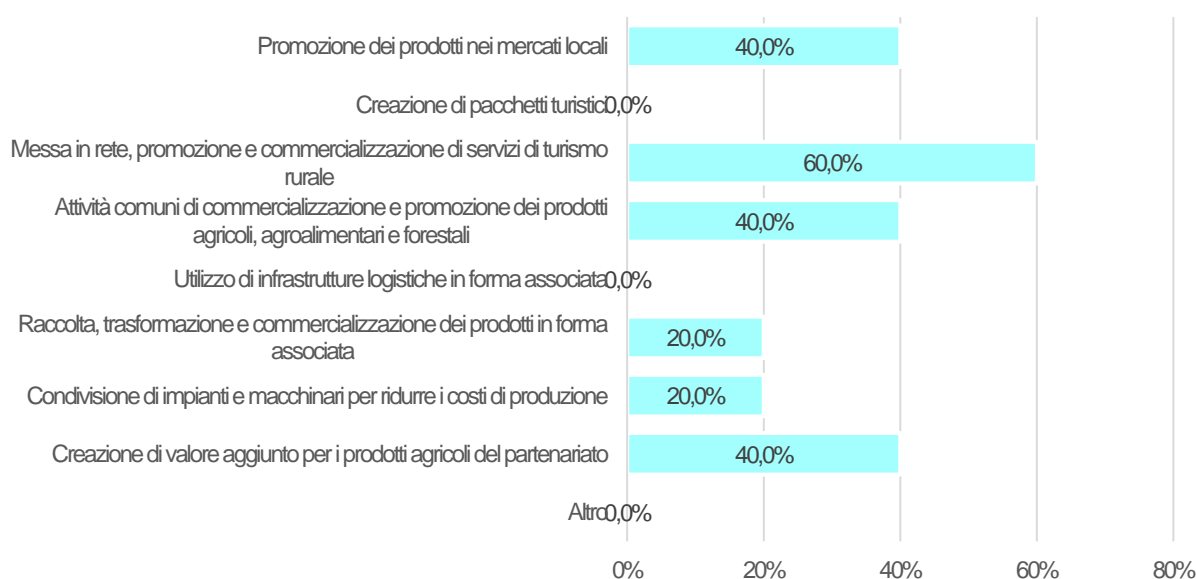 Promozione dei prodotti nei mercati locali
40,0%
Creazione di pacchetti turistici
0,0%
Messa in rete, promozione e commercializzazione di servizi di turismo
rurale
60,0%
Attività comuni di commercializzazione e promozione dei prodotti
agricoli, agroalimentari e forestali
40,0%
Utilizzo di infrastrutture logistiche in forma associata
0,0%
Raccolta, trasformazione e commercializzazione dei prodotti in forma
associata
20,0%
Condivisione di impianti e macchinari per ridurre i costi di produzione
20,0%
Creazione di valore aggiunto per i prodotti agricoli del partenariato
40,0%
Altro
0,0%
0% 20% 40% 60% 80%